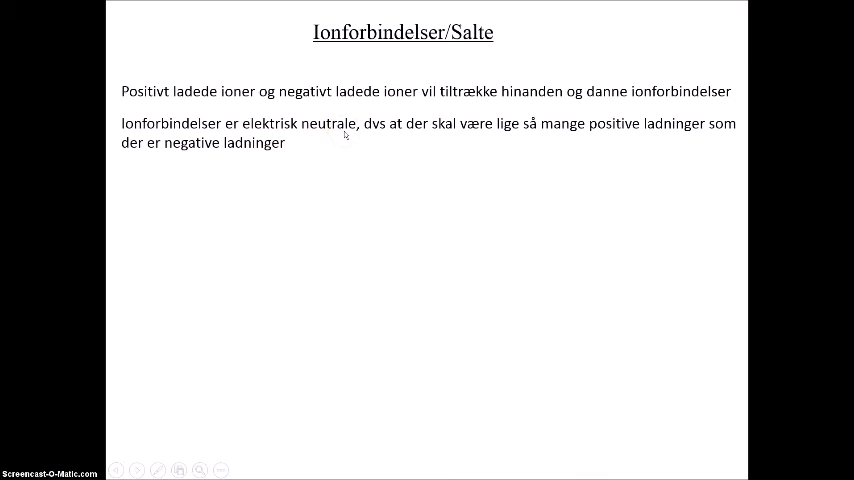 Ionforbindelser/Salte
Positivt ladede ioner og negativt ladede ioner vil tiltrække hinanden og danne ionforbindelser
Ionforbindelser er elektrisk neutrale, dvs at der skal være lige så mange positive ladninger som
der er negative ladninger
Screencast-O-Matic.com